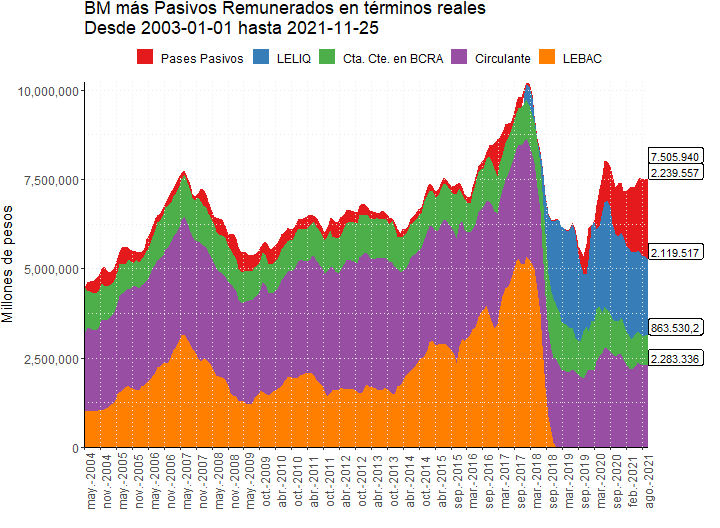 BM más Pasivos Remunerados en términos reales
Desde 2003-01-01 hasta 2021-11-25
Pases Pasivos
LELIQ
Cta. Cte. en BCRA
Circulante
LEBAC
Millones de pesos
10,000,000
7,500,000
5,000,000
2,500,000
0
7.505.940
2.239.557
2.119.517
863.530,2
2.283.336
may.-2004
nov.-2004
may.-2005
nov.-2005
may.-2006
nov.-2006
may.-2007
nov.-2007
may.-2008
nov.-2008
may.-2009
oct.-2009
abr.-2010
oct.-2010
abr.-2011
oct.-2011
abr.-2012
oct.-2012
abr.-2013
oct.-2013
abr.-2014
oct.-2014
abr.-2015
sep.-2015
mar.-2016
sep.-2016
mar.-2017
sep.-2017
mar.-2018
sep.-2018
mar.-2019
sep.-2019
mar.-2020
sep.-2020
feb.-2021
ago.-2021